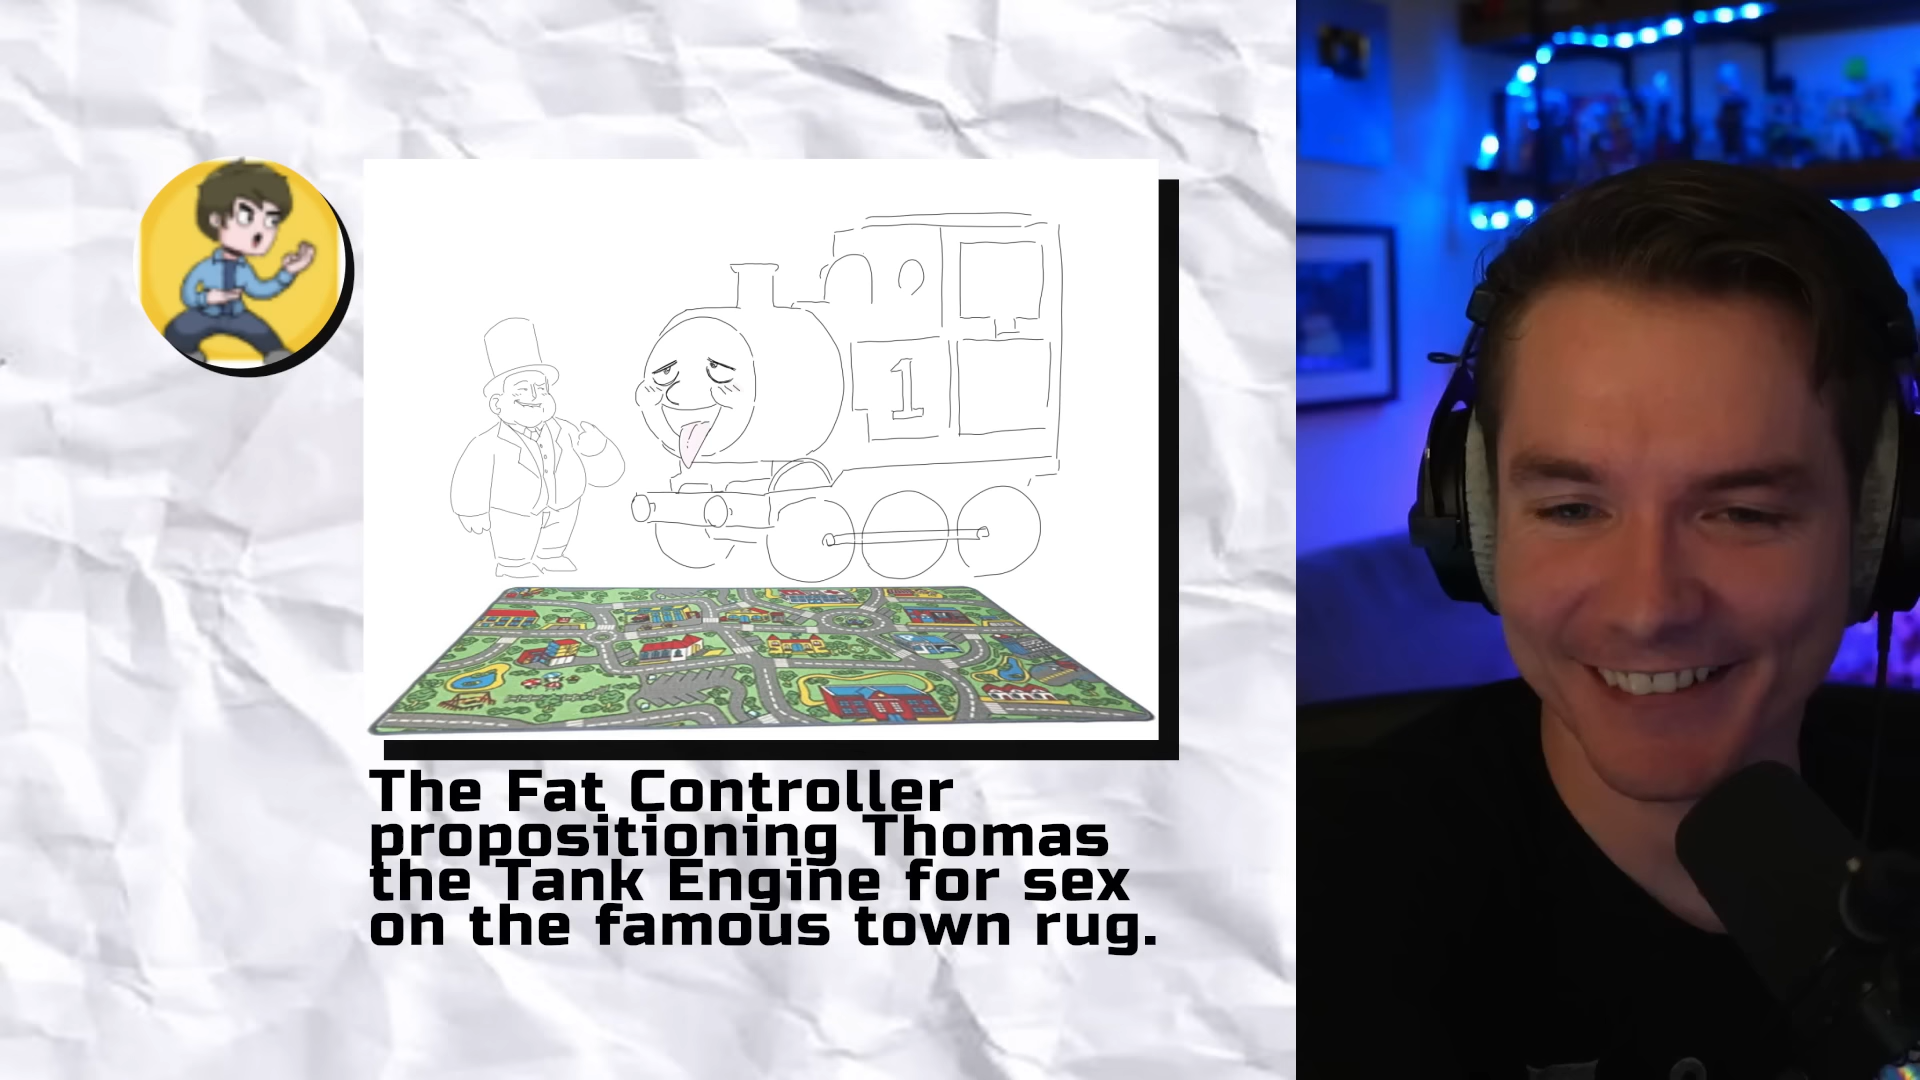 1
The Fat Controller
propositioning Thomas
the Tank Engine for sex
on the famous town rug.